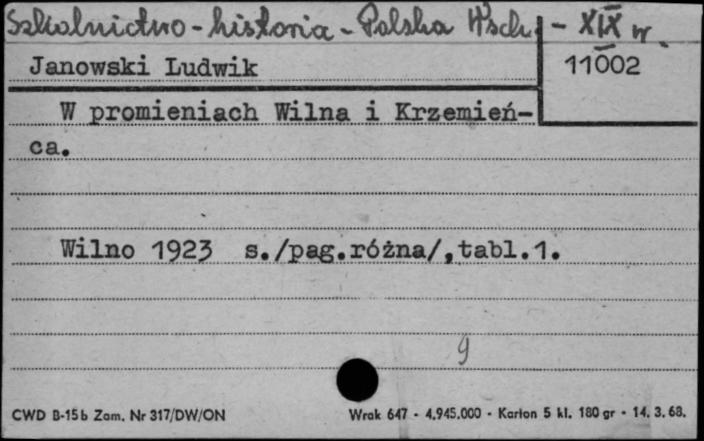 Szkolnictwo - historia - Polska Wsch. - XIX w.
Janowski Ludwik
11002
W promieniach Wilna i Krzemień-
ca.
Wilno 1923 s./pag.różna/,tabl.1.
9
CWD B-15b Zam. Nr 317/DW/ON
Wrak 647 - 4.945.000 - Karton 5 kl. 180 gr - 14. 3. 68.